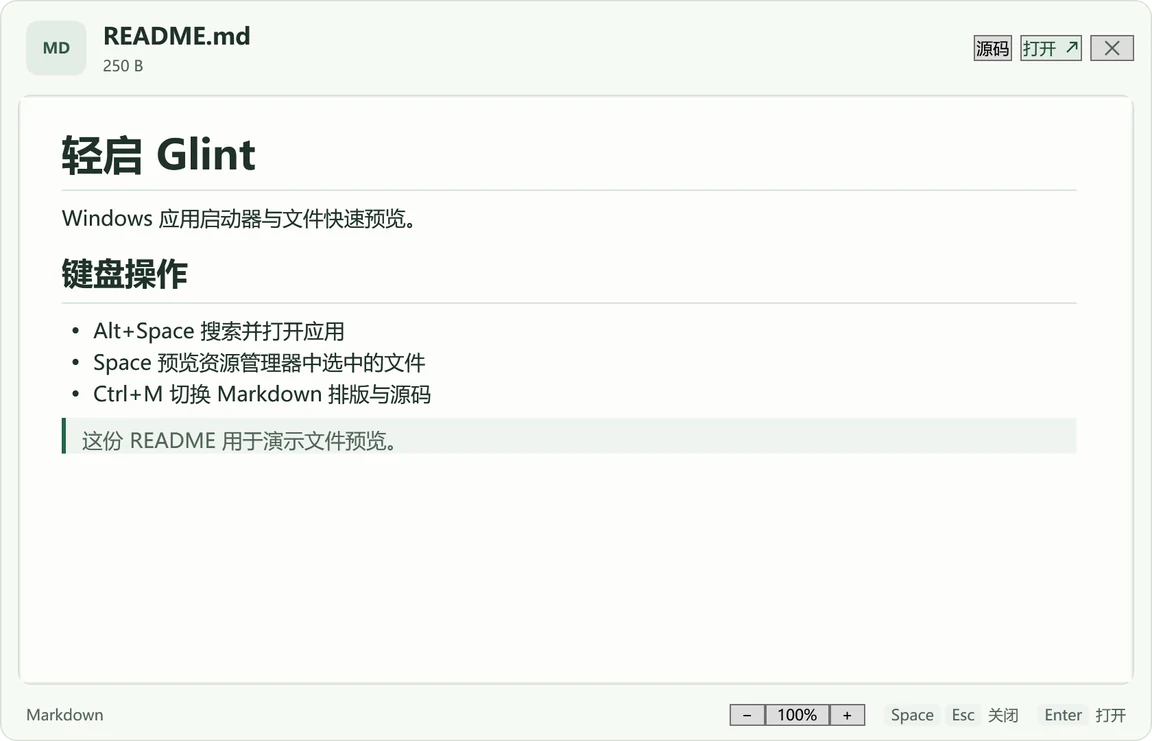 MD
README.md
250 B
源码 打开 ↗ ×
轻启 Glint
Windows 应用启动器与文件快速预览。
键盘操作
• Alt+Space 搜索并打开应用
• Space 预览资源管理器中选中的文件
• Ctrl+M 切换 Markdown 排版与源码
这份 README 用于演示文件预览。
Markdown − 100% + Space Esc 关闭 Enter 打开